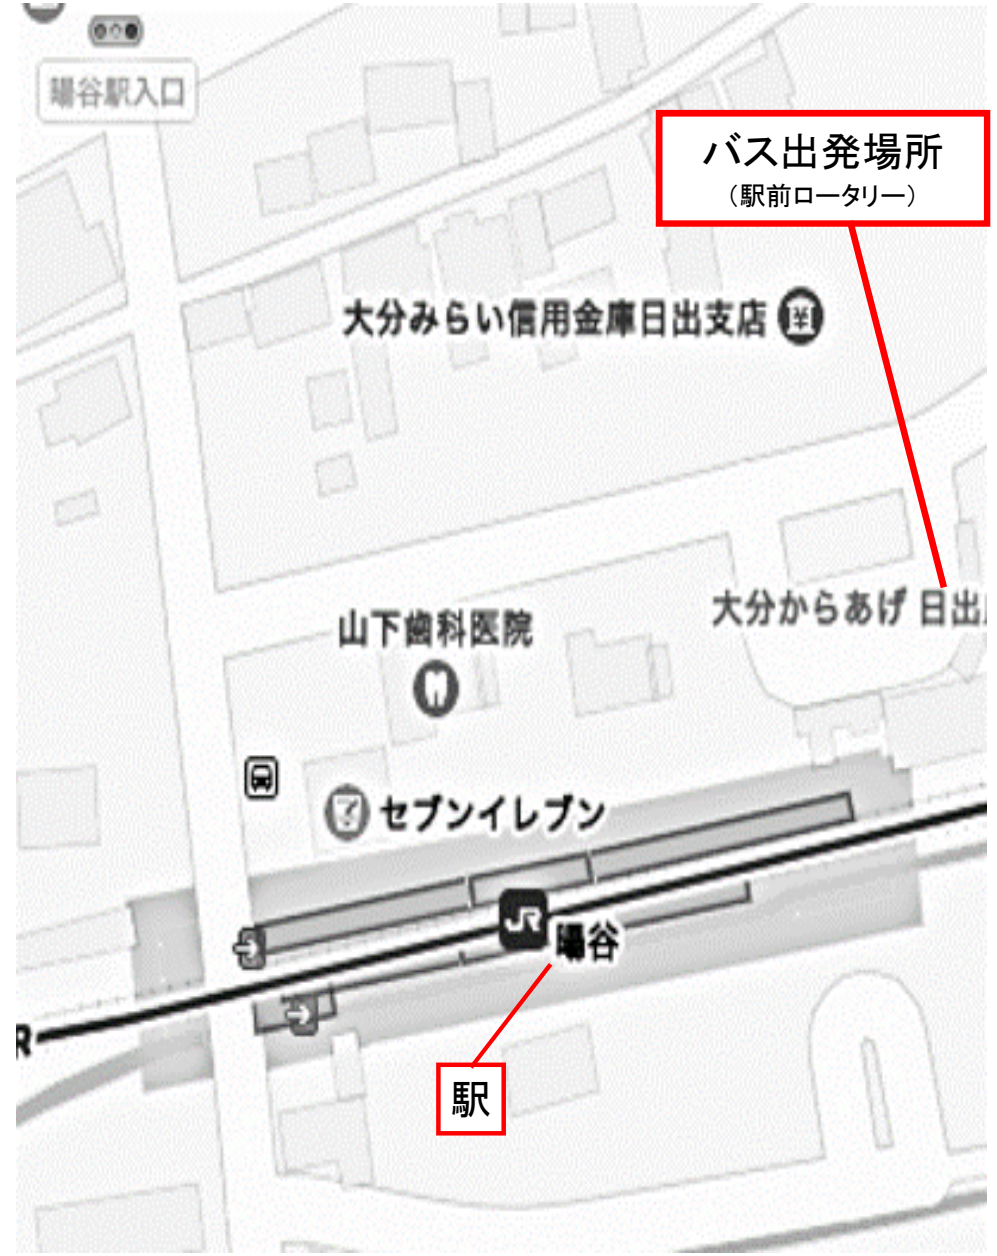 暘谷駅入口
バス出発場所
（駅前ロータリー）
大分みらい信用金庫日出支店
大分からあげ 日出
山下歯科医院
セブンイレブン
JR
暘谷
R
駅